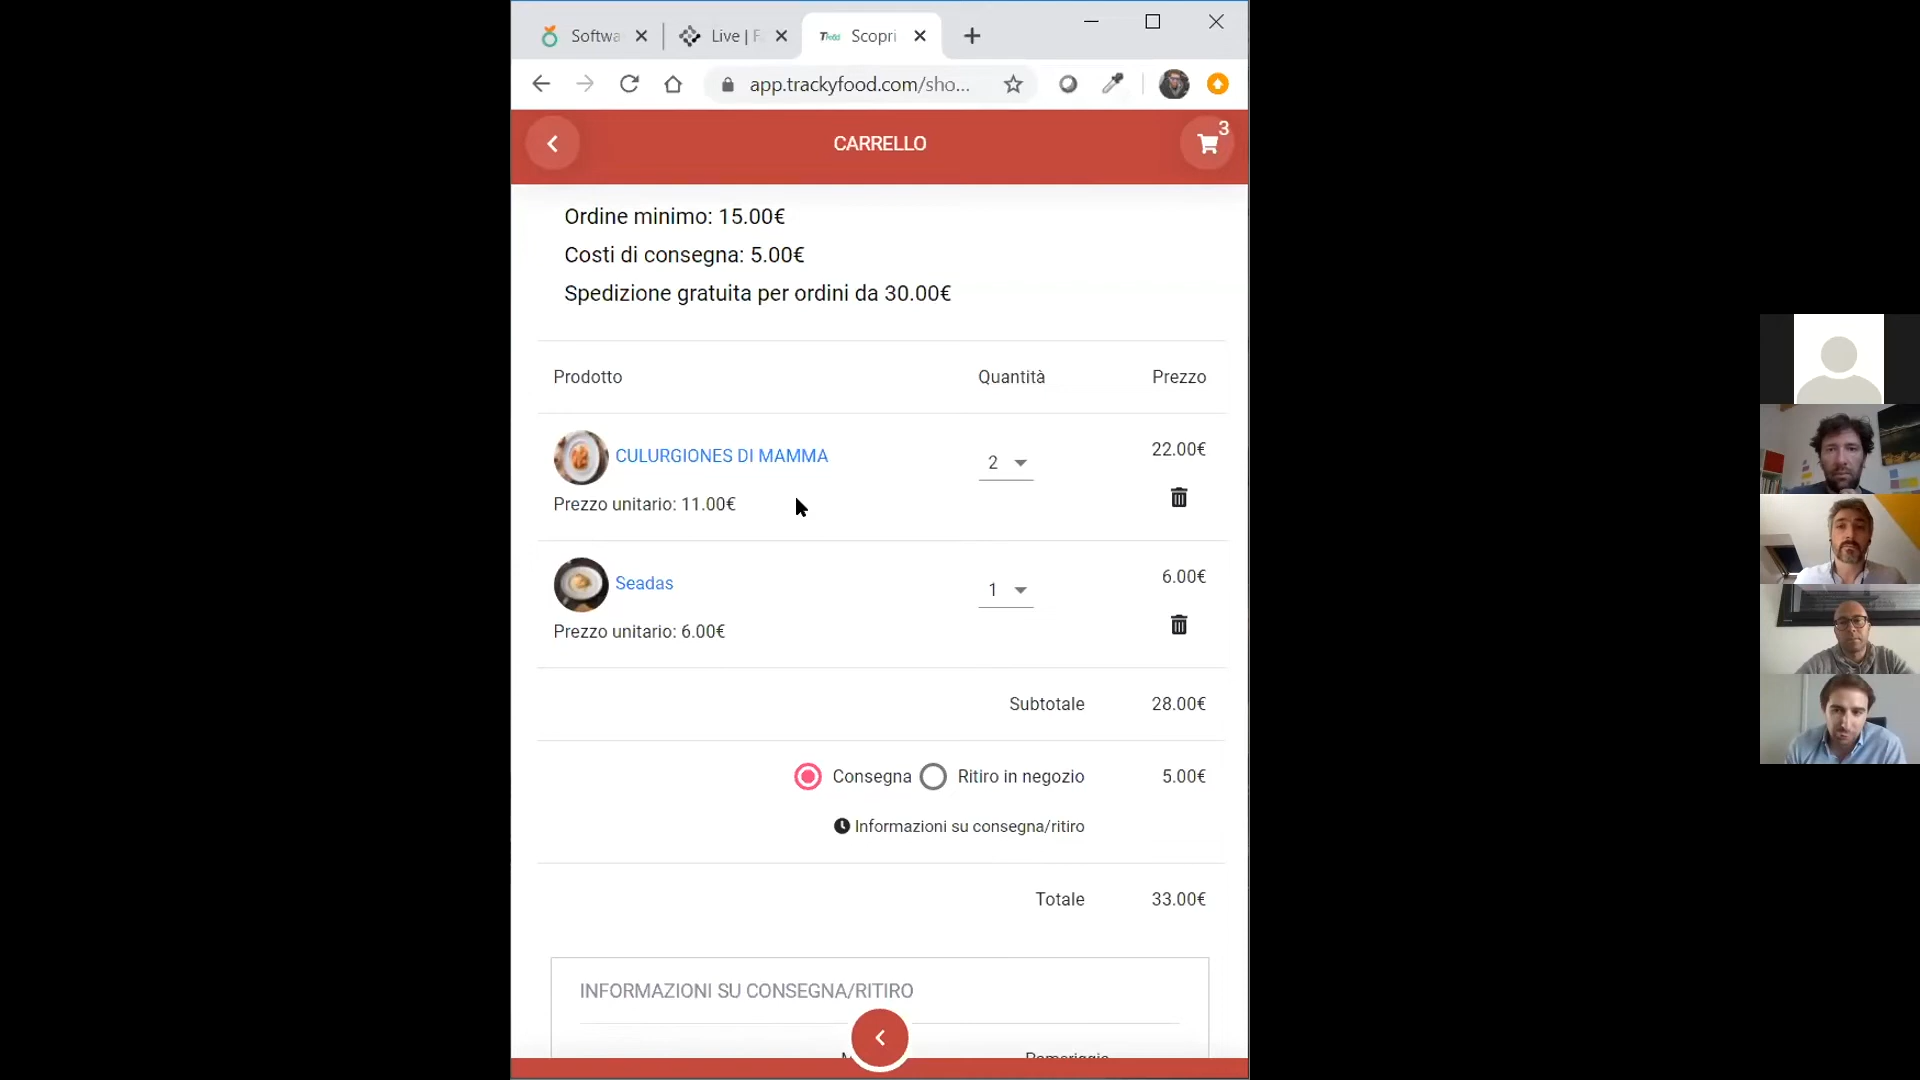 Softwa
Live | F
Tfood Scopri
app.trackyfood.com/sho...
CARRELLO
3
Ordine minimo: 15.00€
Costi di consegna: 5.00€
Spedizione gratuita per ordini da 30.00€
Prodotto Quantità Prezzo
CULURGIONES DI MAMMA 2 22.00€
Prezzo unitario: 11.00€
Seadas 1 6.00€
Prezzo unitario: 6.00€
Subtotale 28.00€
Consegna Ritiro in negozio 5.00€
Informazioni su consegna/ritiro
Totale 33.00€
INFORMAZIONI SU CONSEGNA/RITIRO
Pomeriggio